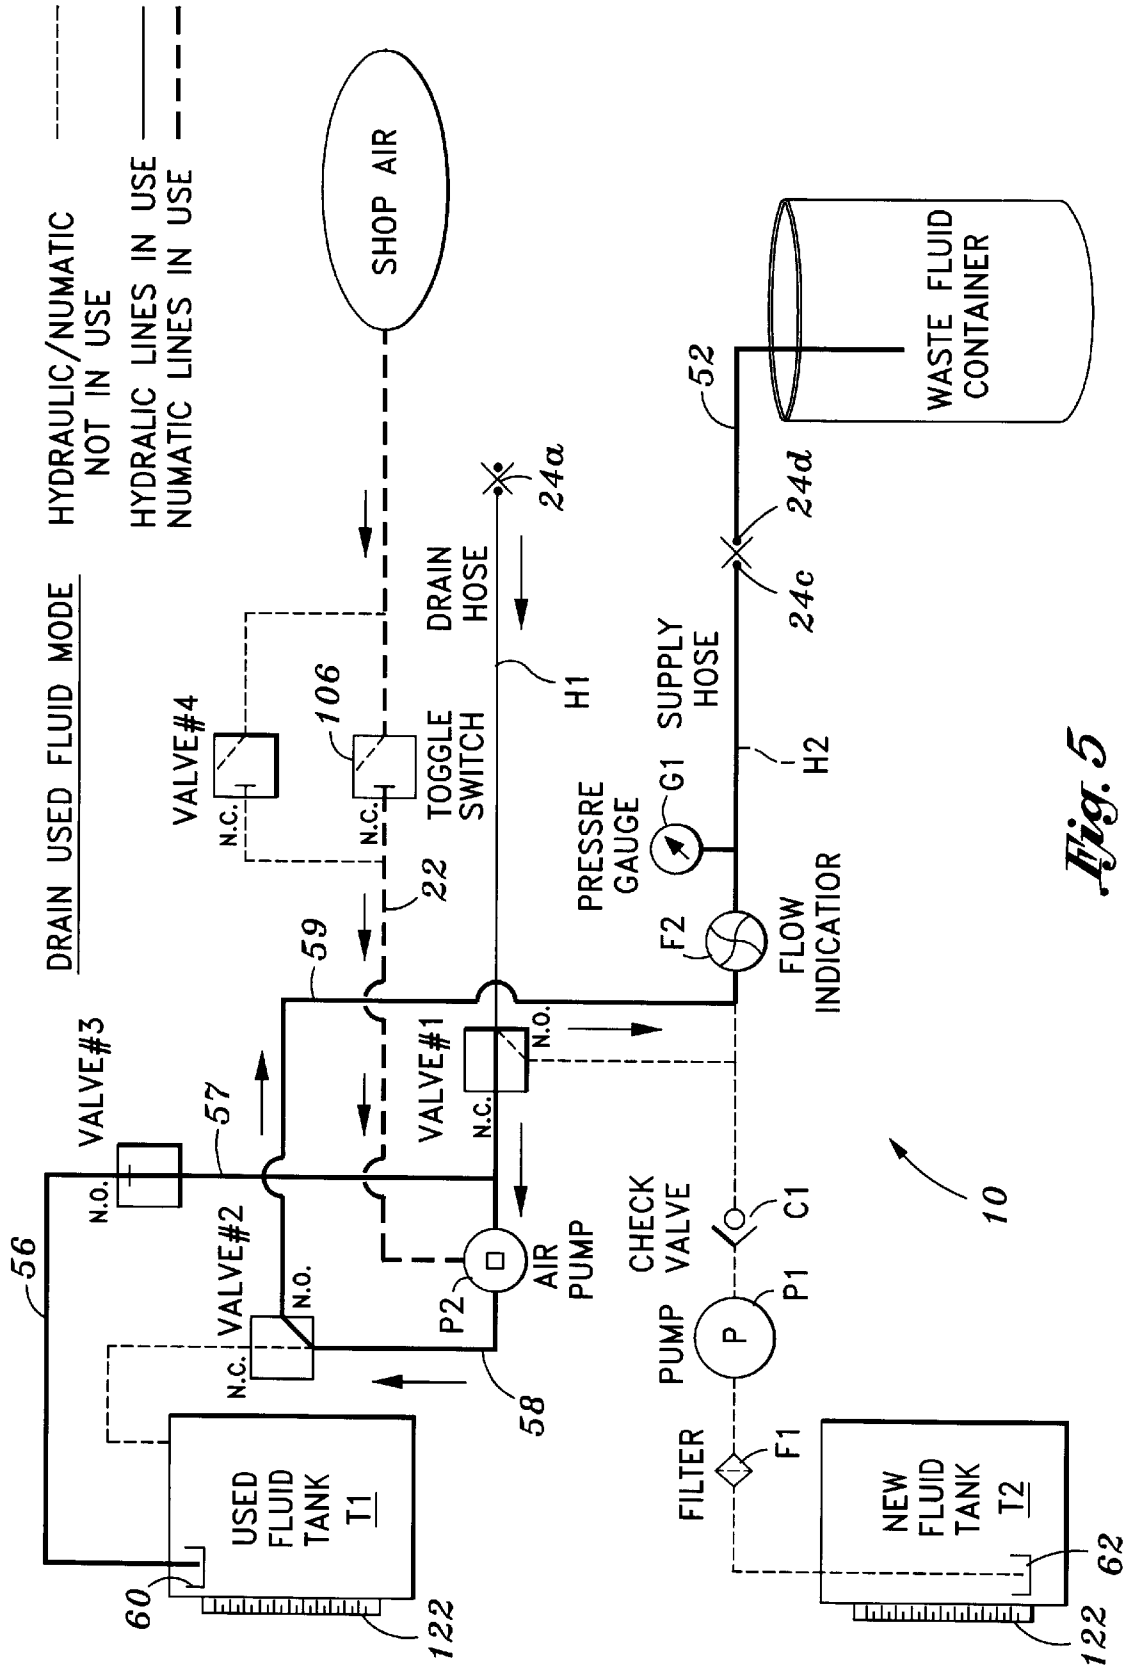 DRAIN USED FLUID MODE
HYDRAULIC/NUMATIC
NOT IN USE
HYDRALIC LINES IN USE
NUMATIC LINES IN USE
56
VALVE#3
N.O.
57
59
VALVE#4
N.C.
106
N.C.
TOGGLE
SWITCH
22
SHOP AIR
60
USED
FLUID
TANK
T1
122
VALVE#2
N.C.
N.O.
58
P2
AIR
PUMP
VALVE#1
N.C.
N.O.
DRAIN
HOSE
H1
24a
PRESSRE
GAUGE
G1
SUPPLY
HOSE
H2
F2
FLOW
INDICATIOR
24c
24d
52
WASTE FLUID
CONTAINER
FILTER
F1
PUMP
P
P1
CHECK
VALVE
C1
10
NEW
FLUID
TANK
T2
62
122
Fig. 5